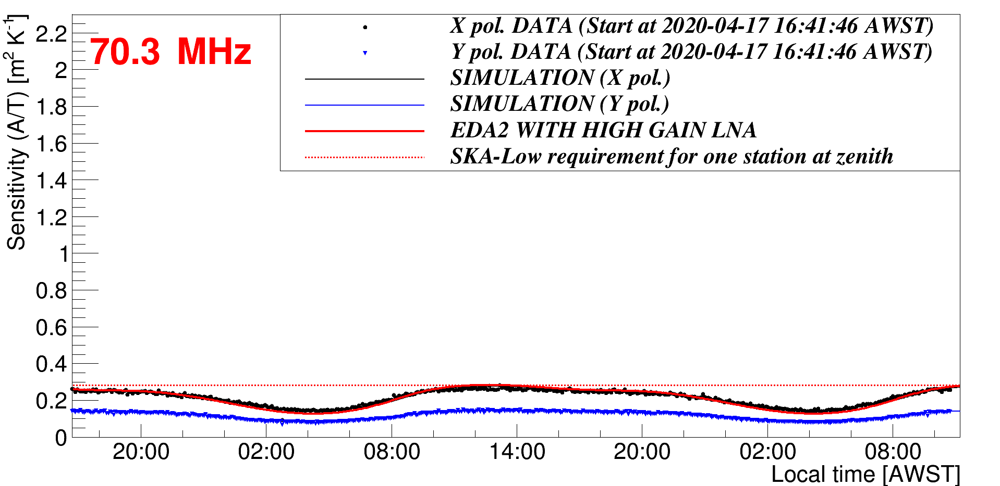 70.3 MHz
X pol. DATA (Start at 2020-04-17 16:41:46 AWST)
Y pol. DATA (Start at 2020-04-17 16:41:46 AWST)
SIMULATION (X pol.)
SIMULATION (Y pol.)
EDA2 WITH HIGH GAIN LNA
SKA-Low requirement for one station at zenith
Sensitivity (A/T) [m² K⁻¹]
2.2
2
1.8
1.6
1.4
1.2
1
0.8
0.6
0.4
0.2
0
20:00 02:00 08:00 14:00 20:00 02:00 08:00
Local time [AWST]